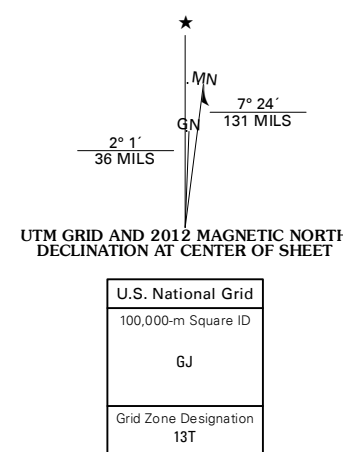 ★
MN
GN
7° 24´
131 MILS
2° 1´
36 MILS
UTM GRID AND 2012 MAGNETIC NORTH
DECLINATION AT CENTER OF SHEET
U.S. National Grid
100,000-m Square ID
GJ
Grid Zone Designation
13T